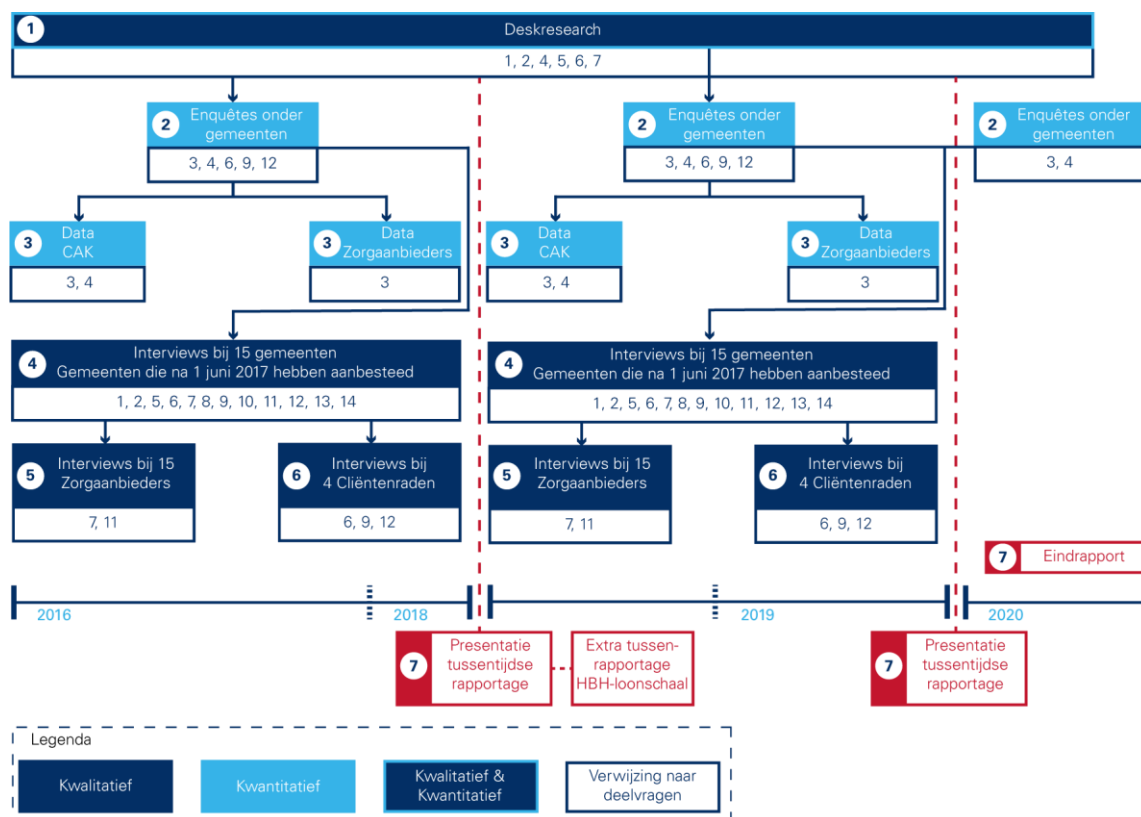 1 Deskresearch
1, 2, 4, 5, 6, 7
2 Enquêtes onder
gemeenten
3, 4, 6, 9, 12
2 Enquêtes onder
gemeenten
3, 4, 6, 9, 12
2 Enquêtes onder
gemeenten
3, 4
3 Data
CAK
3, 4
3 Data
Zorgaanbieders
3
3 Data
CAK
3, 4
3 Data
Zorgaanbieders
3
4 Interviews bij 15 gemeenten
Gemeenten die na 1 juni 2017 hebben aanbesteed
1, 2, 5, 6, 7, 8, 9, 10, 11, 12, 13, 14
4 Interviews bij 15 gemeenten
Gemeenten die na 1 juni 2017 hebben aanbesteed
1, 2, 5, 6, 7, 8, 9, 10, 11, 12, 13, 14
5 Interviews bij 15
Zorgaanbieders
7, 11
6 Interviews bij
4 Cliëntenraden
6, 9, 12
5 Interviews bij 15
Zorgaanbieders
7, 11
6 Interviews bij
4 Cliëntenraden
6, 9, 12
7 Eindrapport
2016
2018
2019
2020
7 Presentatie
tussentijdse
rapportage
Extra tussen-
rapportage
HBH-loonschaal
7 Presentatie
tussentijdse
rapportage
Legenda
Kwalitatief
Kwantitatief
Kwalitatief &
Kwantitatief
Verwijzing naar
deelvragen